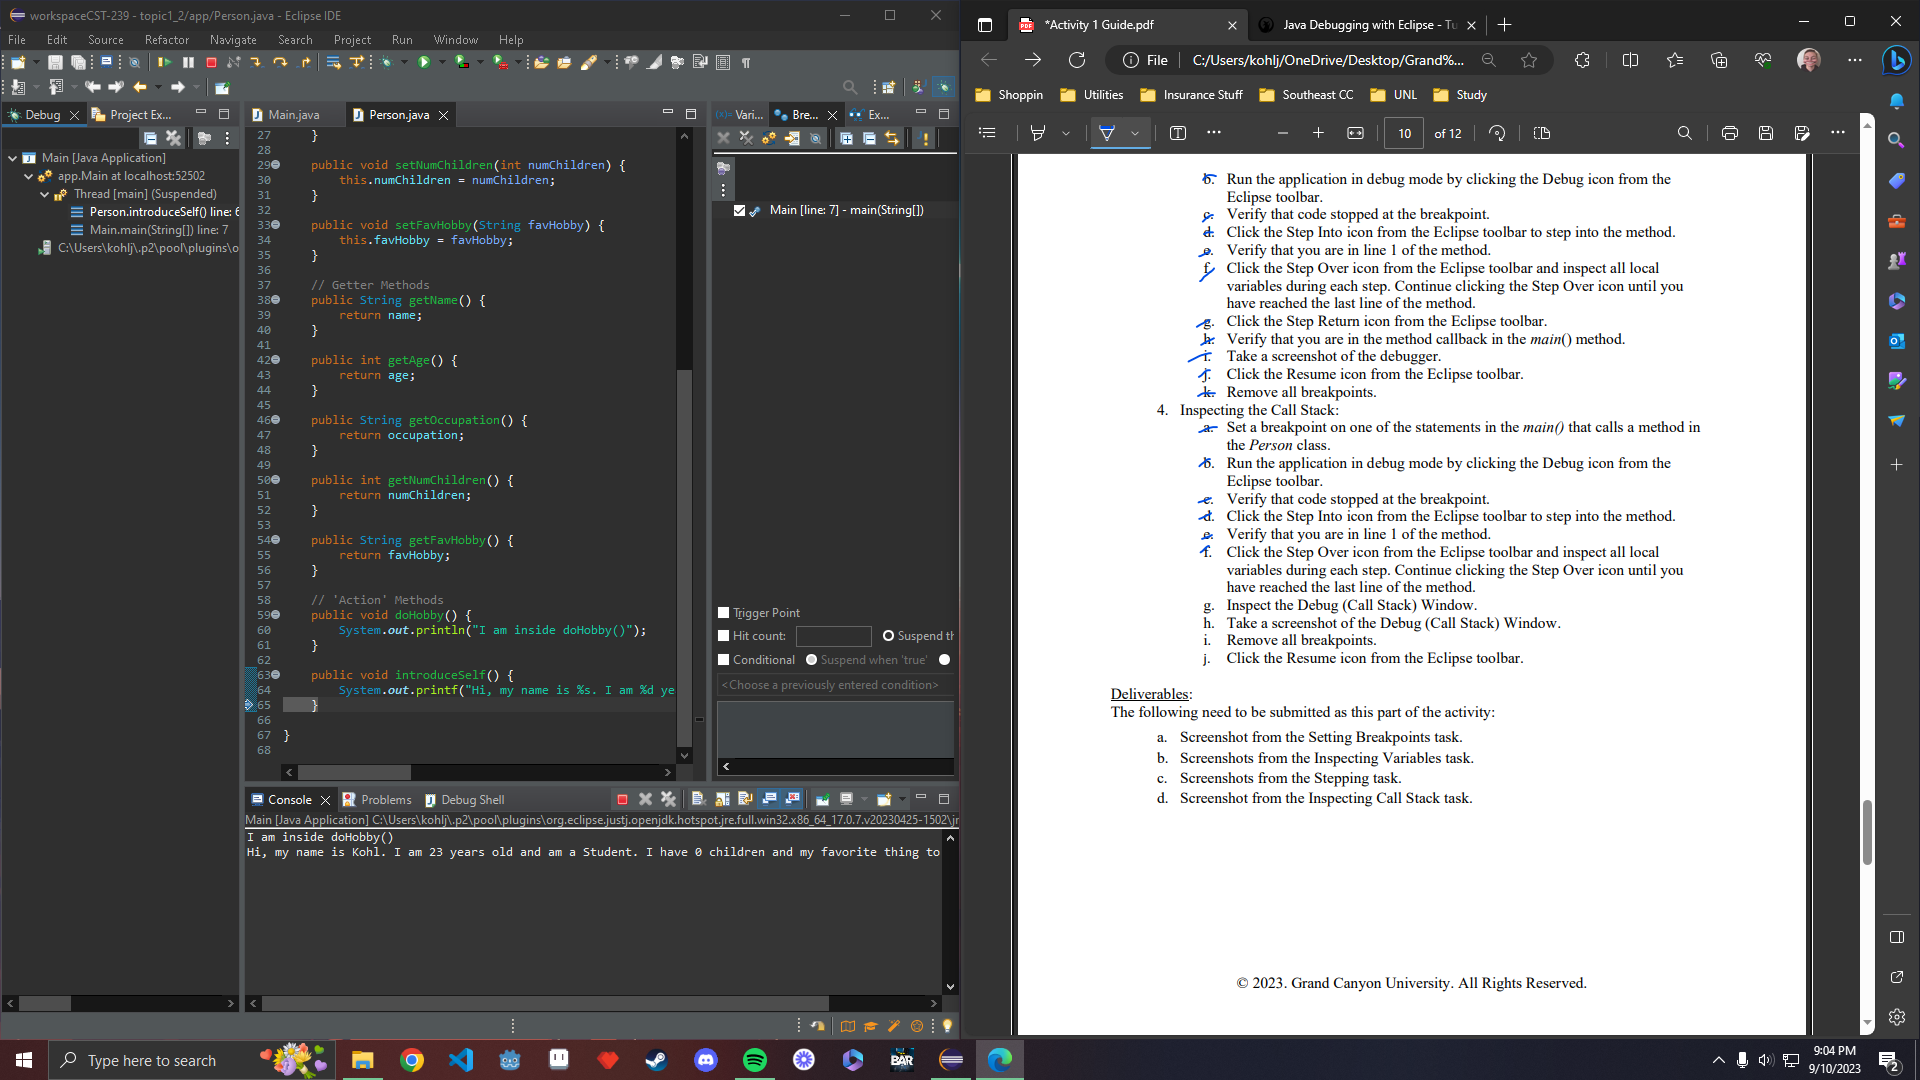 workspaceCST-239 - topic1_2/app/Person.java - Eclipse IDE
File Edit Source Refactor Navigate Search Project Run Window Help
Debug Project Ex...
Main [Java Application]
app.Main at localhost:52502
Thread [main] (Suspended)
Person.introduceSelf() line: 6
Main.main(String[]) line: 7
C:\Users\kohlj\.p2\pool\plugins\o
Main.java Person.java
27 }
28
29 public void setNumChildren(int numChildren) {
30 this.numChildren = numChildren;
31 }
32
33 public void setFavHobby(String favHobby) {
34 this.favHobby = favHobby;
35 }
36
37 // Getter Methods
38 public String getName() {
39 return name;
40 }
41
42 public int getAge() {
43 return age;
44 }
45
46 public String getOccupation() {
47 return occupation;
48 }
49
50 public int getNumChildren() {
51 return numChildren;
52 }
53
54 public String getFavHobby() {
55 return favHobby;
56 }
57
58 // 'Action' Methods
59 public void doHobby() {
60 System.out.println("I am inside doHobby()");
61 }
62
63 public void introduceSelf() {
64 System.out.printf("Hi, my name is %s. I am %d ye
65 }
66
67 }
68
Vari... Bre... Ex...
Main [line: 7] - main(String[])
Trigger Point
Hit count: Suspend th
Conditional Suspend when 'true'
<Choose a previously entered condition>
Console Problems Debug Shell
Main [Java Application] C:\Users\kohlj\.p2\pool\plugins\org.eclipse.justj.openjdk.hotspot.jre.full.win32.x86_64_17.0.7.v20230425-1502\jr
I am inside doHobby()
Hi, my name is Kohl. I am 23 years old and am a Student. I have 0 children and my favorite thing to
*Activity 1 Guide.pdf Java Debugging with Eclipse - Tu
File C:/Users/kohlj/OneDrive/Desktop/Grand%...
Shoppin Utilities Insurance Stuff Southeast CC UNL Study
10 of 12
b. Run the application in debug mode by clicking the Debug icon from the
Eclipse toolbar.
c. Verify that code stopped at the breakpoint.
d. Click the Step Into icon from the Eclipse toolbar to step into the method.
e. Verify that you are in line 1 of the method.
f. Click the Step Over icon from the Eclipse toolbar and inspect all local
variables during each step. Continue clicking the Step Over icon until you
have reached the last line of the method.
g. Click the Step Return icon from the Eclipse toolbar.
h. Verify that you are in the method callback in the main() method.
i. Take a screenshot of the debugger.
j. Click the Resume icon from the Eclipse toolbar.
k. Remove all breakpoints.
4. Inspecting the Call Stack:
a. Set a breakpoint on one of the statements in the main() that calls a method in
the Person class.
b. Run the application in debug mode by clicking the Debug icon from the
Eclipse toolbar.
c. Verify that code stopped at the breakpoint.
d. Click the Step Into icon from the Eclipse toolbar to step into the method.
e. Verify that you are in line 1 of the method.
f. Click the Step Over icon from the Eclipse toolbar and inspect all local
variables during each step. Continue clicking the Step Over icon until you
have reached the last line of the method.
g. Inspect the Debug (Call Stack) Window.
h. Take a screenshot of the Debug (Call Stack) Window.
i. Remove all breakpoints.
j. Click the Resume icon from the Eclipse toolbar.
Deliverables:
The following need to be submitted as this part of the activity:
a. Screenshot from the Setting Breakpoints task.
b. Screenshots from the Inspecting Variables task.
c. Screenshots from the Stepping task.
d. Screenshot from the Inspecting Call Stack task.
© 2023. Grand Canyon University. All Rights Reserved.
Type here to search
BAR
9:04 PM
9/10/2023
2